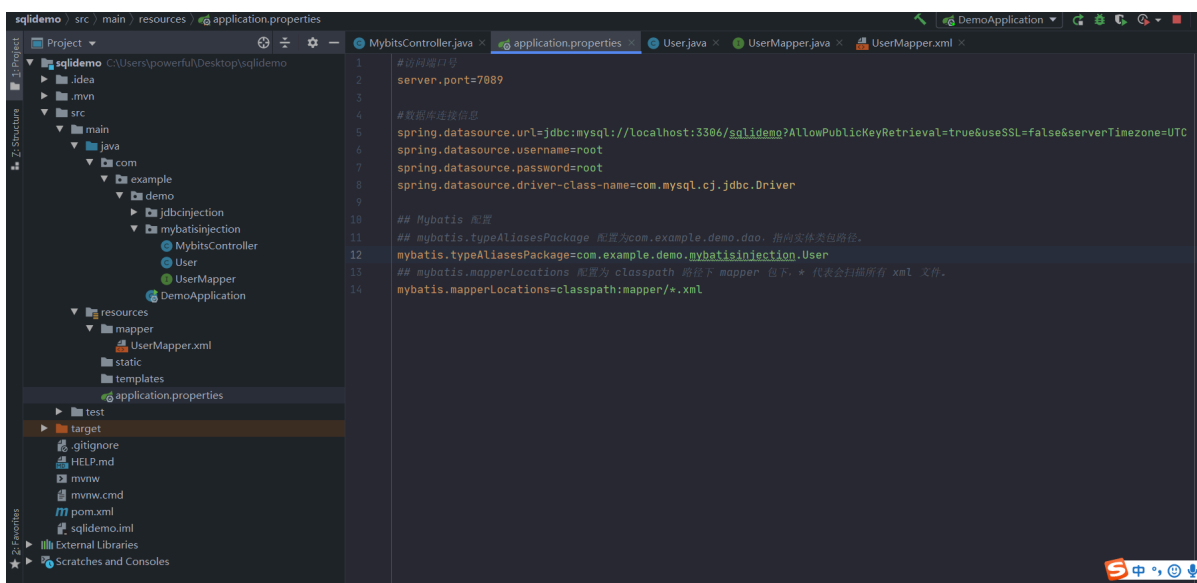 sqlidemo 〉 src 〉 main 〉 resources 〉 application.properties
DemoApplication
Project
MybitsController.java ×
application.properties ×
User.java ×
UserMapper.java ×
UserMapper.xml ×
1: Project
Z: Structure
2: Favorites
sqlidemo C:\Users\powerful\Desktop\sqlidemo
.idea
.mvn
src
main
java
com
example
demo
jdbcinjection
mybatisinjection
MybitsController
User
UserMapper
DemoApplication
resources
mapper
UserMapper.xml
static
templates
application.properties
test
target
.gitignore
HELP.md
mvnw
mvnw.cmd
pom.xml
sqlidemo.iml
External Libraries
Scratches and Consoles
1 #访问端口号
2 server.port=7089
3
4 #数据库连接信息
5 spring.datasource.url=jdbc:mysql://localhost:3306/sqlidemo?AllowPublicKeyRetrieval=true&useSSL=false&serverTimezone=UTC
6 spring.datasource.username=root
7 spring.datasource.password=root
8 spring.datasource.driver-class-name=com.mysql.cj.jdbc.Driver
9
10 ## Mybatis 配置
11 ## mybatis.typeAliasesPackage 配置为com.example.demo.dao，指向实体类包路径。
12 mybatis.typeAliasesPackage=com.example.demo.mybatisinjection.User
13 ## mybatis.mapperLocations 配置为 classpath 路径下 mapper 包下，* 代表会扫描所有 xml 文件。
14 mybatis.mapperLocations=classpath:mapper/*.xml
S 中